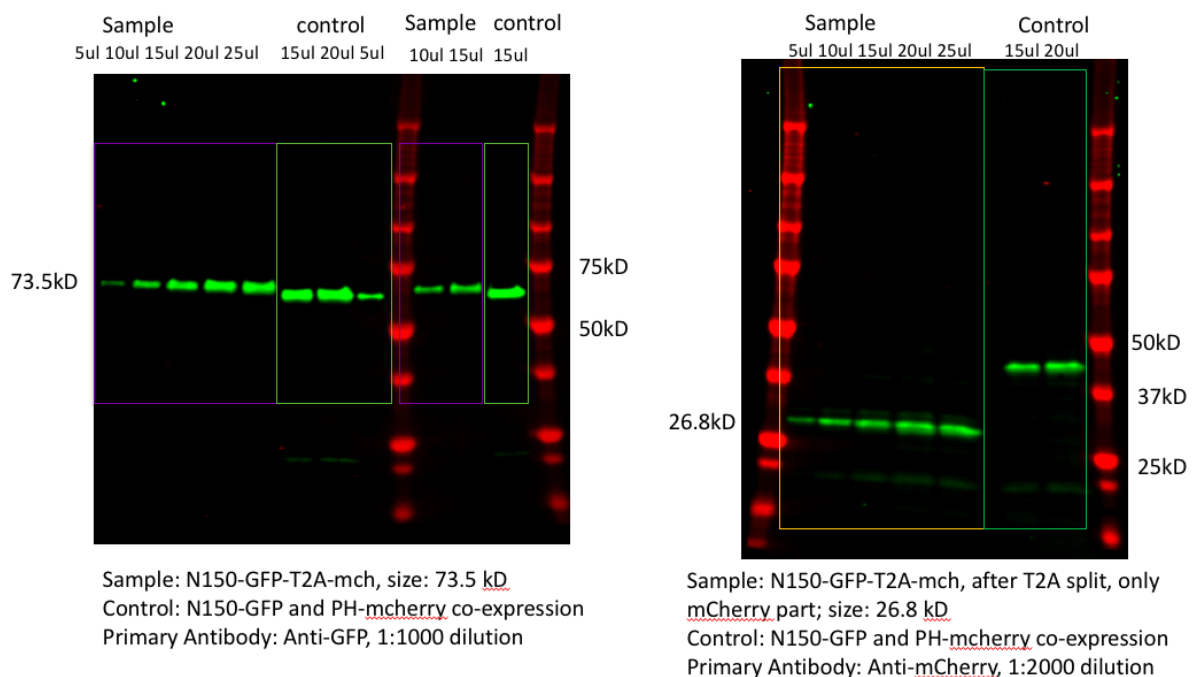 Sample control Sample control
5ul 10ul 15ul 20ul 25ul 15ul 20ul 5ul 10ul 15ul 15ul
73.5kD
75kD
50kD
Sample: N150-GFP-T2A-mch, size: 73.5 kD
Control: N150-GFP and PH-mcherry co-expression
Primary Antibody: Anti-GFP, 1:1000 dilution
Sample Control
5ul 10ul 15ul 20ul 25ul 15ul 20ul
26.8kD
50kD
37kD
25kD
Sample: N150-GFP-T2A-mch, after T2A split, only
mCherry part; size: 26.8 kD
Control: N150-GFP and PH-mcherry co-expression
Primary Antibody: Anti-mCherry, 1:2000 dilution